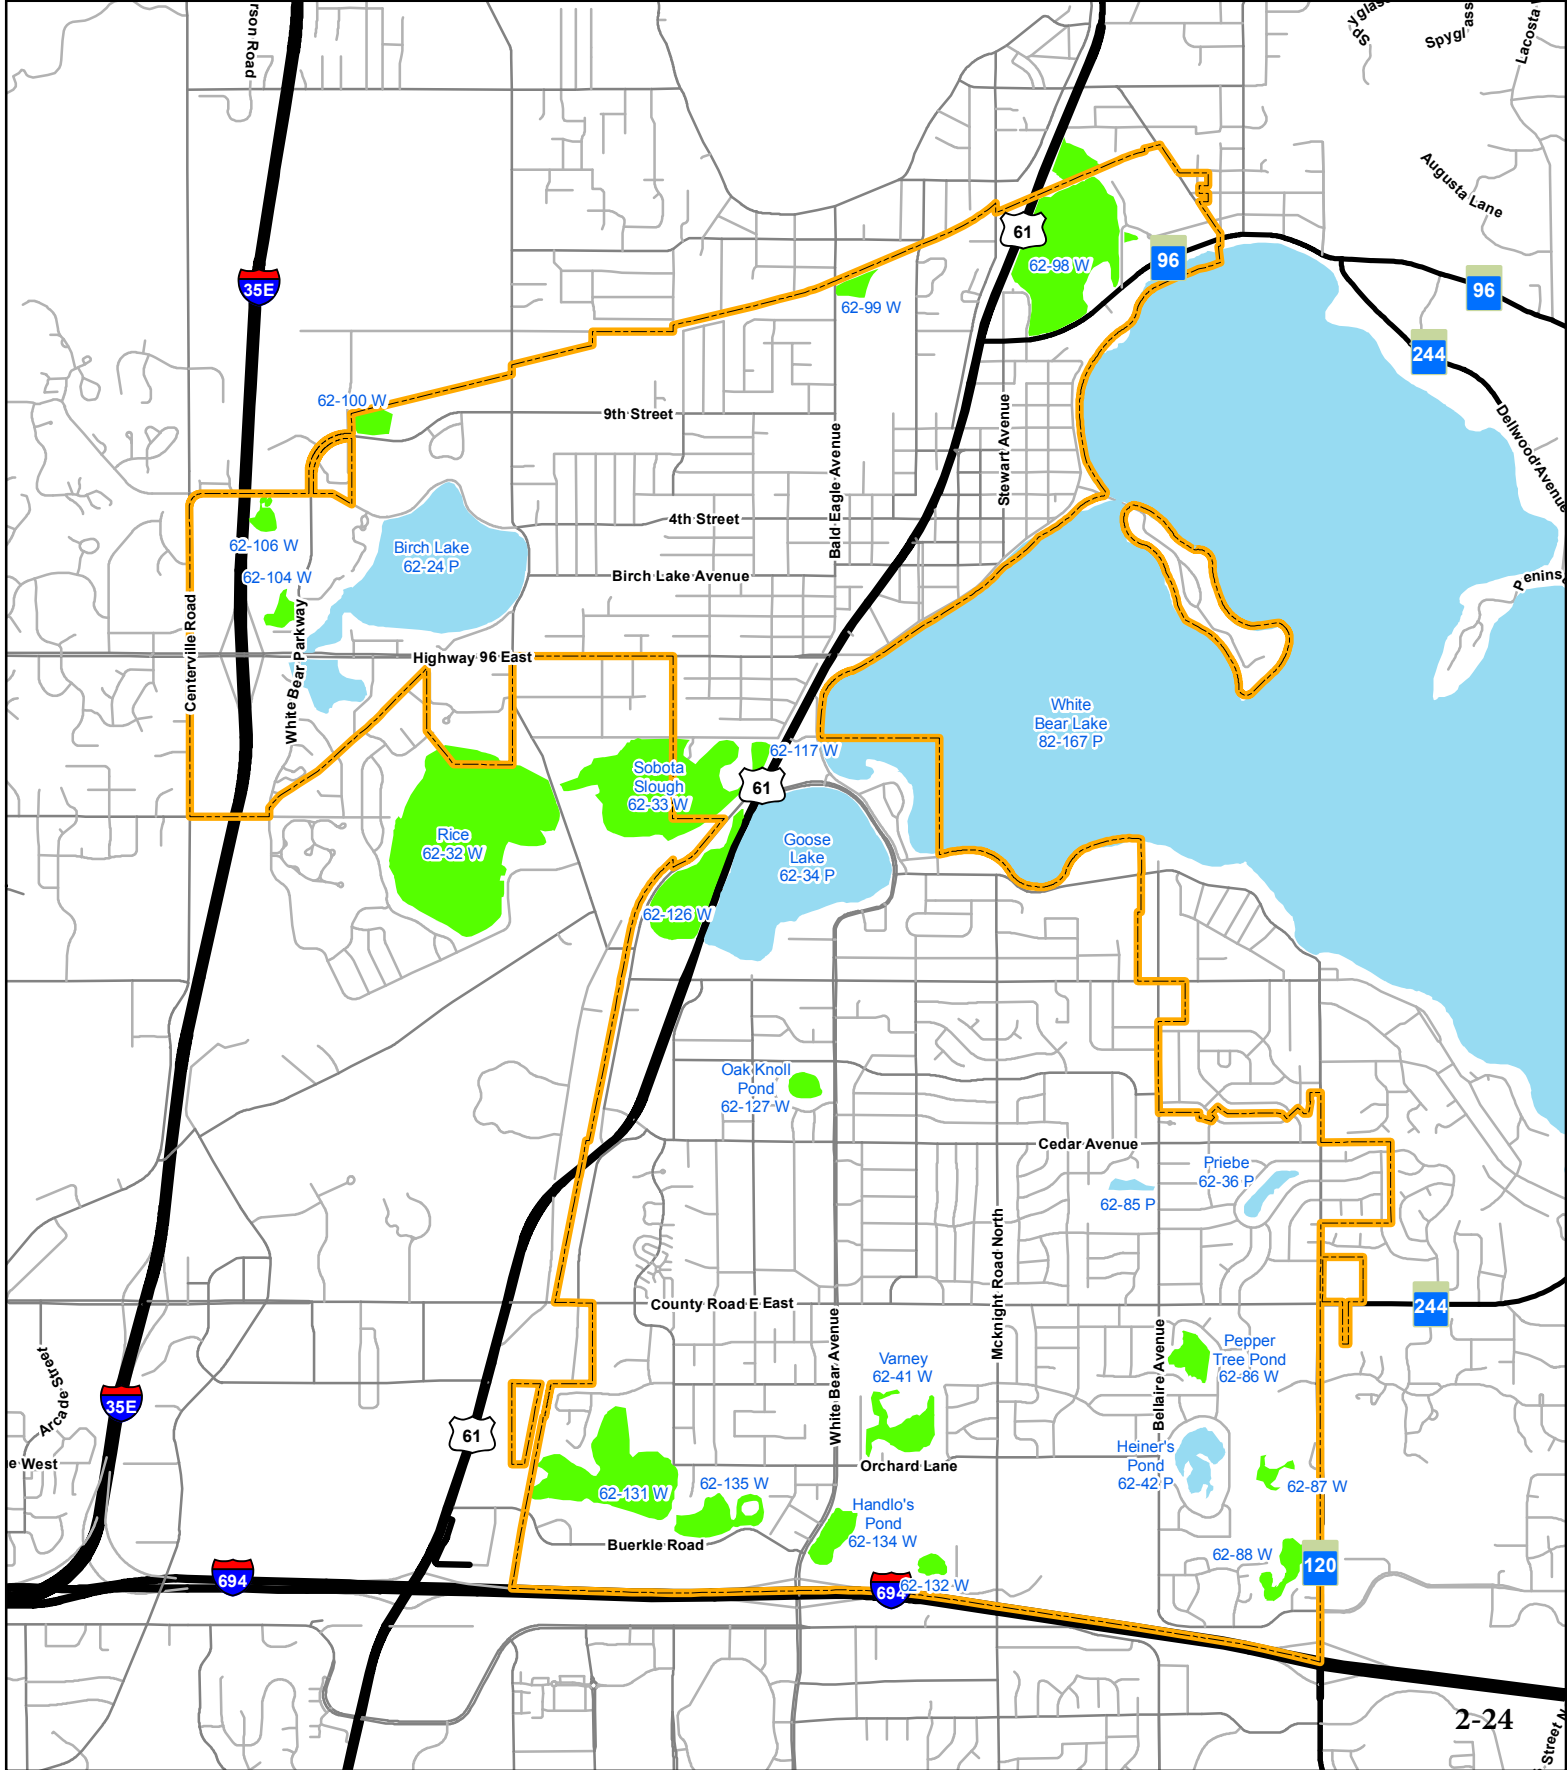 rson Road
Spyglass
Lacosta
Augusta Lane
61
96
62-98 W
35E
96
62-99 W
244
62-100 W
9th Street
Stewart Avenue
Bald Eagle Avenue
Dellwood Avenue
4th Street
62-106 W
Birch Lake
62-24 P
62-104 W
Birch Lake Avenue
Penins
Centerville Road
White Bear Parkway
Highway 96 East
White
Bear Lake
82-167 P
62-117 W
Sobota
Slough
62-33 W
61
Rice
62-32 W
Goose
Lake
62-34 P
62-126 W
Oak Knoll
Pond
62-127 W
Cedar Avenue
Priebe
62-36 P
62-85 P
Mcknight Road North
County Road E East
244
White Bear Avenue
Bellaire Avenue
Pepper
Tree Pond
62-86 W
Varney
62-41 W
Arcade Street
35E
61
Heiner's
Pond
62-42 P
e West
Orchard Lane
62-131 W
62-135 W
62-87 W
Handlo's
Pond
62-134 W
Buerkle Road
62-88 W
120
694
694
62-132 W
2-24
Street N